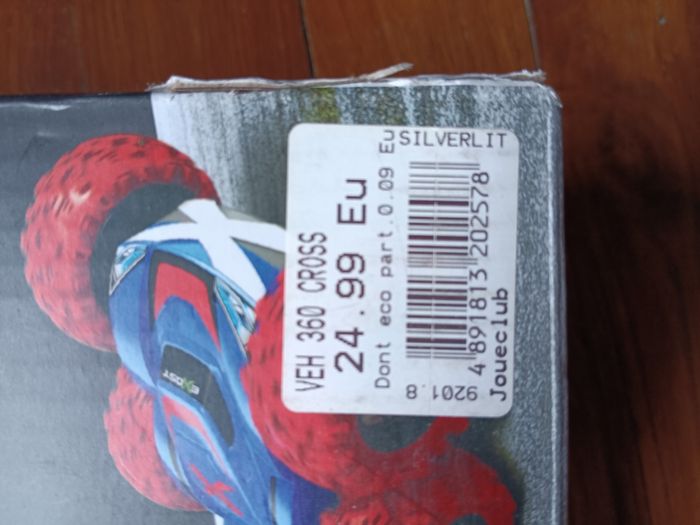 VEH 360 CROSS
24.99 Eu
Dont eco part.0.09 Eu
SILVERLIT
4 891813 202578
9201.8
Joueclub
EXOST